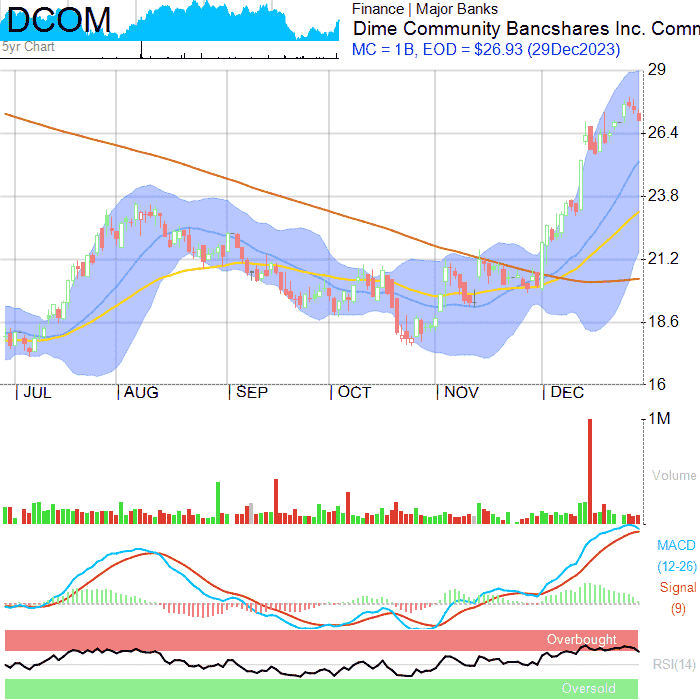 DCOM
5yr Chart
Finance | Major Banks
Dime Community Bancshares Inc. Comm
MC = 1B, EOD = $26.93 (29Dec2023)
29
26.4
23.8
21.2
18.6
16
JUL AUG SEP OCT NOV DEC
1M
Volume
MACD
(12-26)
Signal
(9)
Overbought
RSI(14)
Oversold